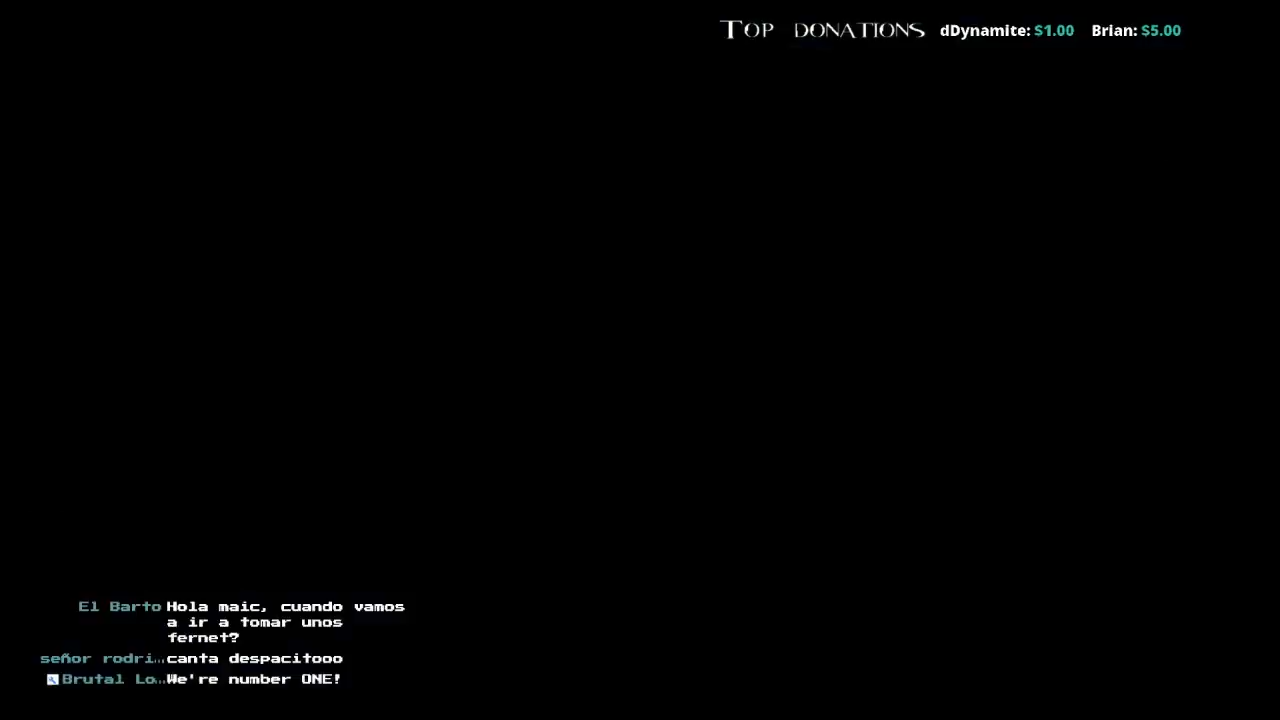 Top donations dDynamite: $1.00 Brian: $5.00
El Barto Hola maic, cuando vamos
a ir a tomar unos
fernet?
señor rodri… canta despacitooo
Brutal Lo… We're number ONE!